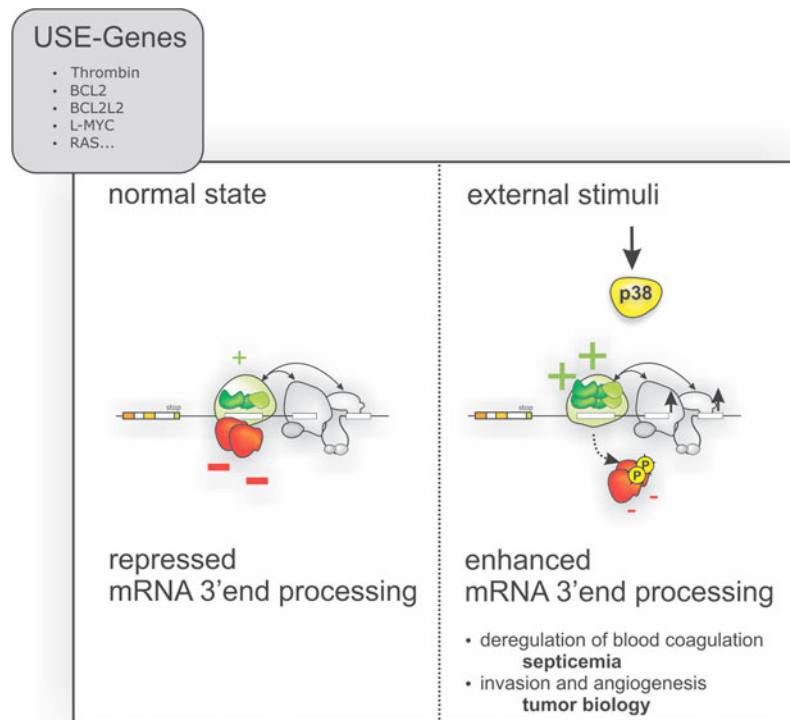 USE-Genes
• Thrombin
• BCL2
• BCL2L2
• L-MYC
• RAS...
normal state
stop
repressed
mRNA 3'end processing
external stimuli
p38
stop
P
P
enhanced
mRNA 3'end processing
• deregulation of blood coagulation
septicemia
• invasion and angiogenesis
tumor biology